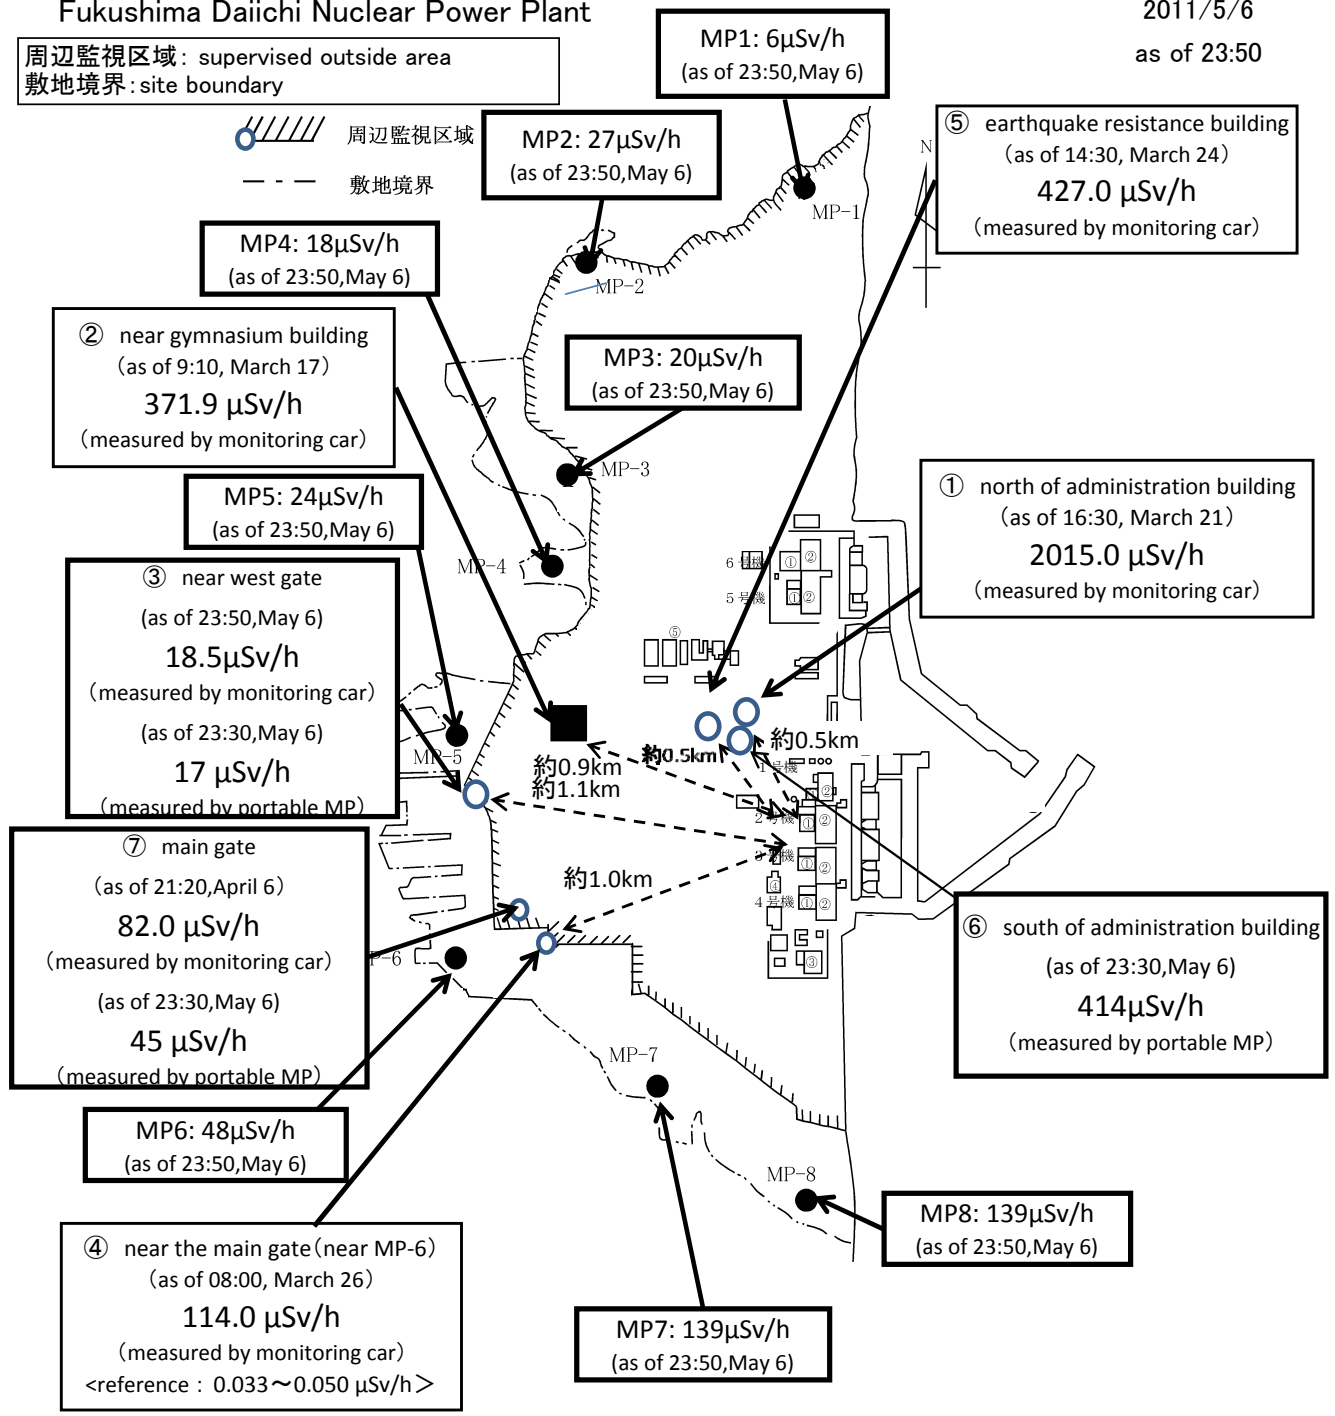 Fukushima Daiichi Nuclear Power Plant
2011/5/6
as of 23:50
周辺監視区域: supervised outside area
敷地境界:site boundary
周辺監視区域
敷地境界
MP1: 6μSv/h
(as of 23:50,May 6)
MP2: 27μSv/h
(as of 23:50,May 6)
⑤ earthquake resistance building
(as of 14:30, March 24)
427.0 μSv/h
(measured by monitoring car)
N
MP-1
MP4: 18μSv/h
(as of 23:50,May 6)
MP-2
② near gymnasium building
(as of 9:10, March 17)
371.9 μSv/h
(measured by monitoring car)
MP3: 20μSv/h
(as of 23:50,May 6)
MP-3
MP5: 24μSv/h
(as of 23:50,May 6)
① north of administration building
(as of 16:30, March 21)
2015.0 μSv/h
(measured by monitoring car)
MP-4
6号機
① ②
5号機
① ②
③ near west gate
(as of 23:50,May 6)
18.5μSv/h
(measured by monitoring car)
(as of 23:30,May 6)
17 μSv/h
(measured by portable MP)
⑤
MP-5
約0.9km
約1.1km
約0.5km
約0.5km
1号機
②
2号機
① ②
3号機
① ②
④
4号機
① ②
③
約1.0km
⑦ main gate
(as of 21:20,April 6)
82.0 μSv/h
(measured by monitoring car)
(as of 23:30,May 6)
45 μSv/h
(measured by portable MP)
P-6
⑥ south of administration building
(as of 23:30,May 6)
414μSv/h
(measured by portable MP)
MP-7
MP6: 48μSv/h
(as of 23:50,May 6)
MP-8
MP8: 139μSv/h
(as of 23:50,May 6)
④ near the main gate(near MP-6)
(as of 08:00, March 26)
114.0 μSv/h
(measured by monitoring car)
<reference : 0.033～0.050 μSv/h>
MP7: 139μSv/h
(as of 23:50,May 6)